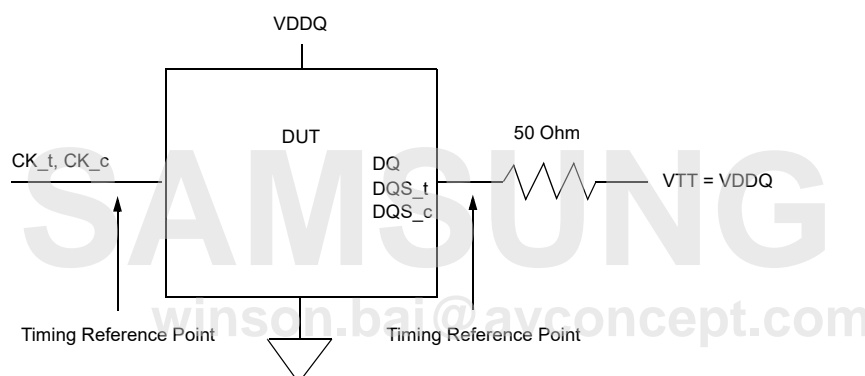 VDDQ
DUT
50 Ohm
CK_t, CK_c
DQ
DQS_t
DQS_c
VTT = VDDQ
SAMSUNG
winson.bai@avconcept.com
Timing Reference Point
Timing Reference Point